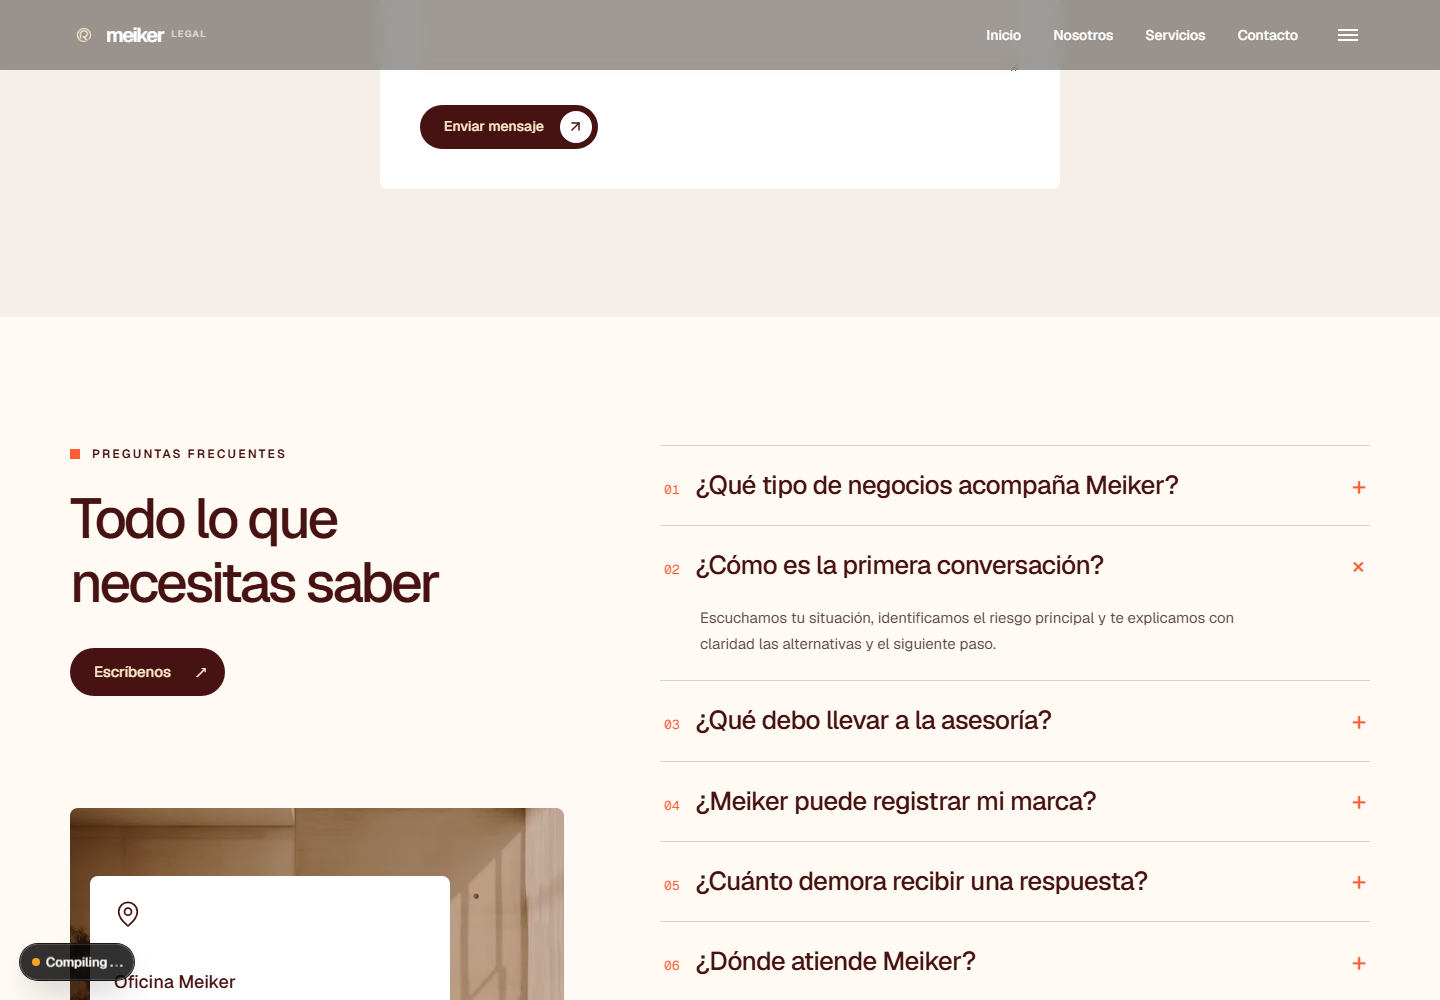 meiker LEGAL
Inicio Nosotros Servicios Contacto
Enviar mensaje
PREGUNTAS FRECUENTES
Todo lo que
necesitas saber
Escríbenos ↗
Oficina Meiker
Compiling ...
01 ¿Qué tipo de negocios acompaña Meiker? +
02 ¿Cómo es la primera conversación? ×
Escuchamos tu situación, identificamos el riesgo principal y te explicamos con
claridad las alternativas y el siguiente paso.
03 ¿Qué debo llevar a la asesoría? +
04 ¿Meiker puede registrar mi marca? +
05 ¿Cuánto demora recibir una respuesta? +
06 ¿Dónde atiende Meiker? +